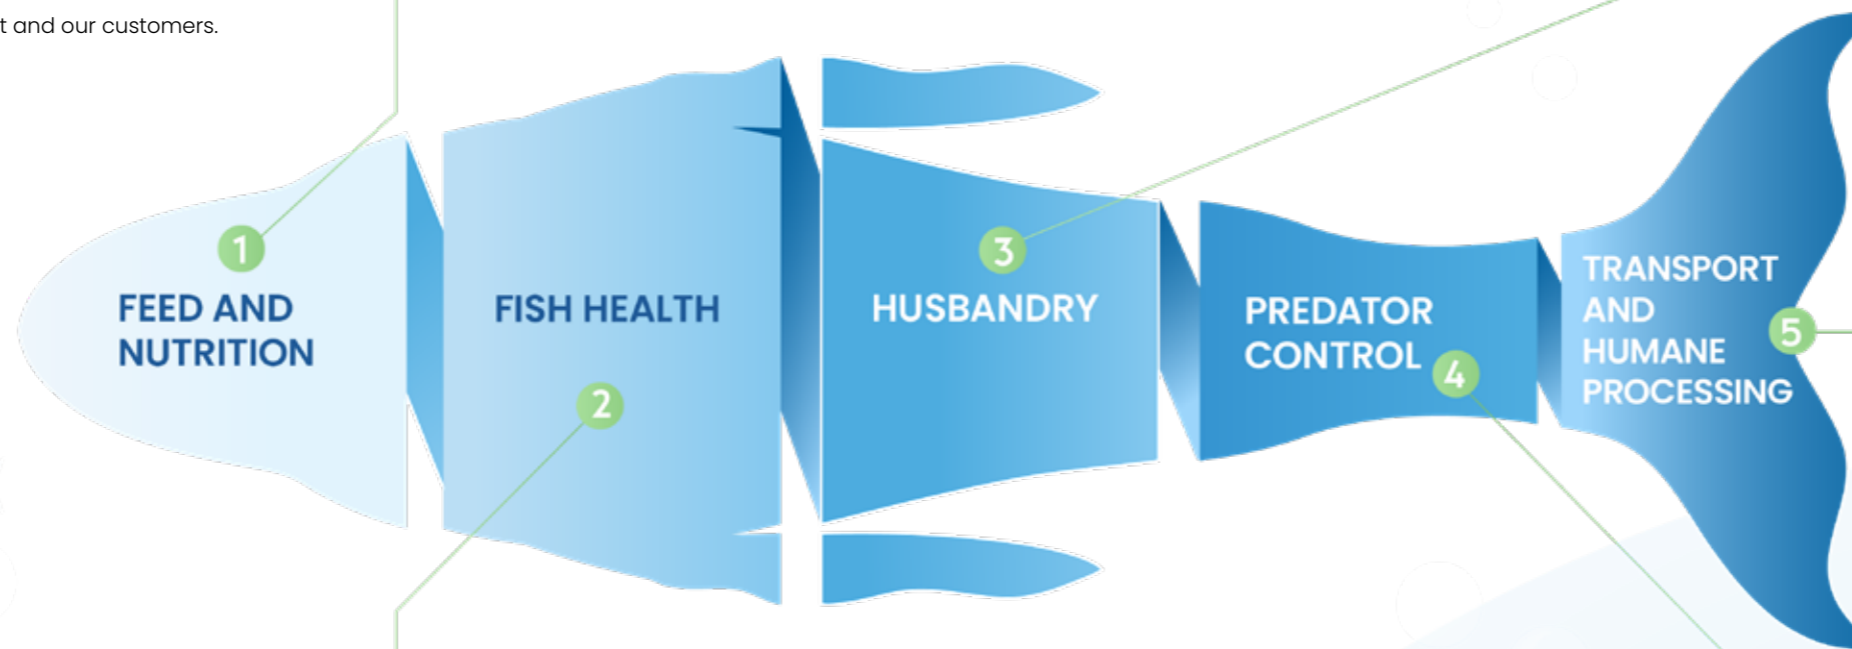 t and our customers.
1
FEED AND
NUTRITION
FISH HEALTH
2
3
HUSBANDRY
PREDATOR
CONTROL
4
TRANSPORT
AND
HUMANE
PROCESSING
5